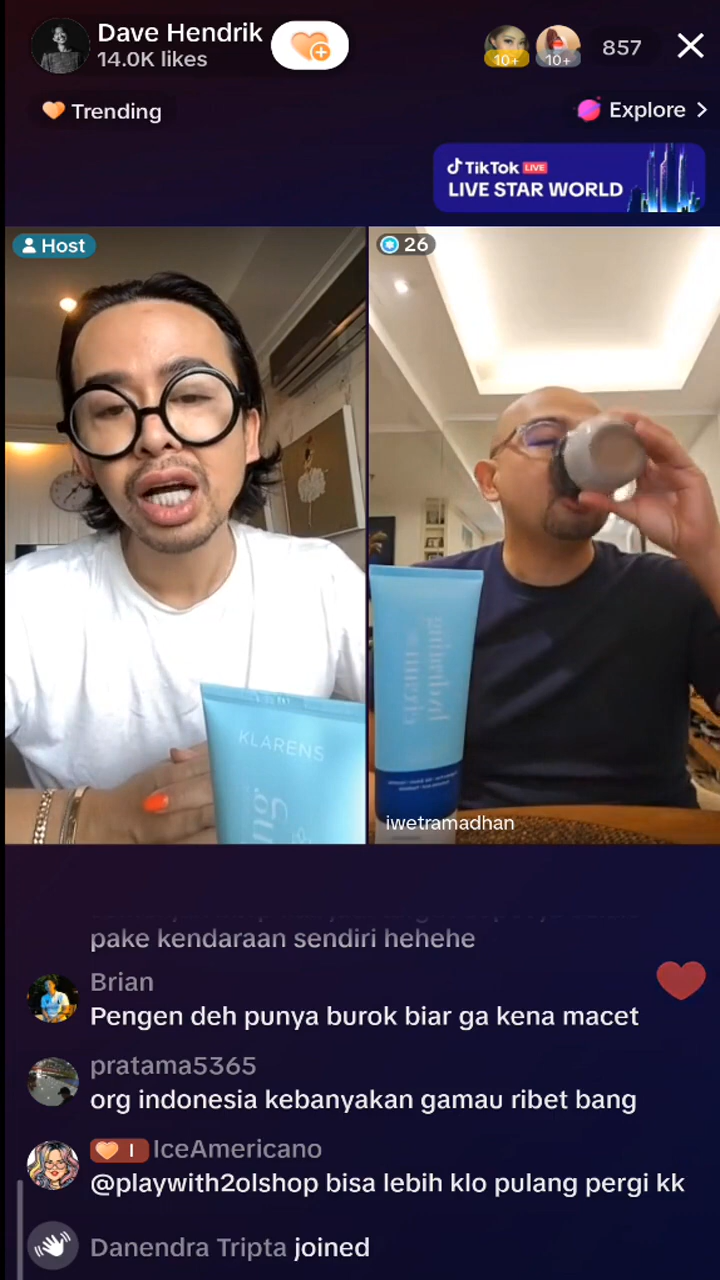 Dave Hendrik
14.0K likes
10+
10+
857
Trending
Explore
TikTok LIVE
LIVE STAR WORLD
Host
26
KLARENS
iwetramadhan
pake kendaraan sendiri hehehe
Brian
Pengen deh punya burok biar ga kena macet
pratama5365
org indonesia kebanyakan gamau ribet bang
I IceAmericano
@playwith2olshop bisa lebih klo pulang pergi kk
Danendra Tripta joined